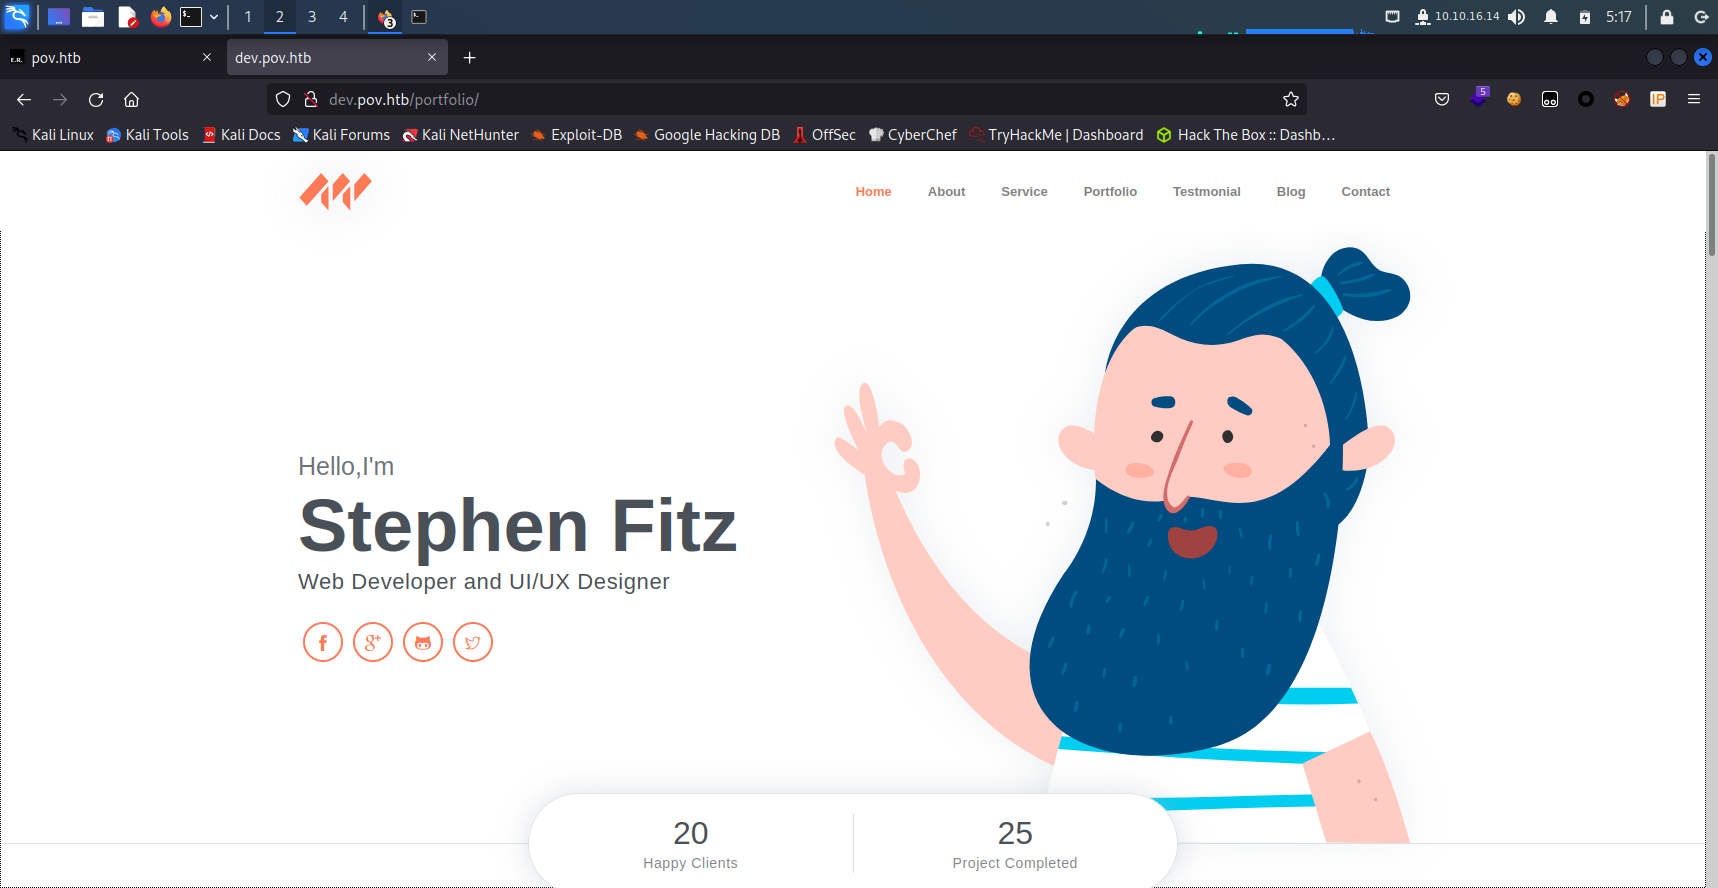 1 2 3 4 3 10.10.16.14 5:17
E.R. pov.htb dev.pov.htb
dev.pov.htb/portfolio/ 5 IP
Kali Linux Kali Tools Kali Docs Kali Forums Kali NetHunter Exploit-DB Google Hacking DB OffSec CyberChef TryHackMe | Dashboard Hack The Box :: Dashb…
Home About Service Portfolio Testmonial Blog Contact
Hello,I'm
Stephen Fitz
Web Developer and UI/UX Designer
20 25
Happy Clients Project Completed